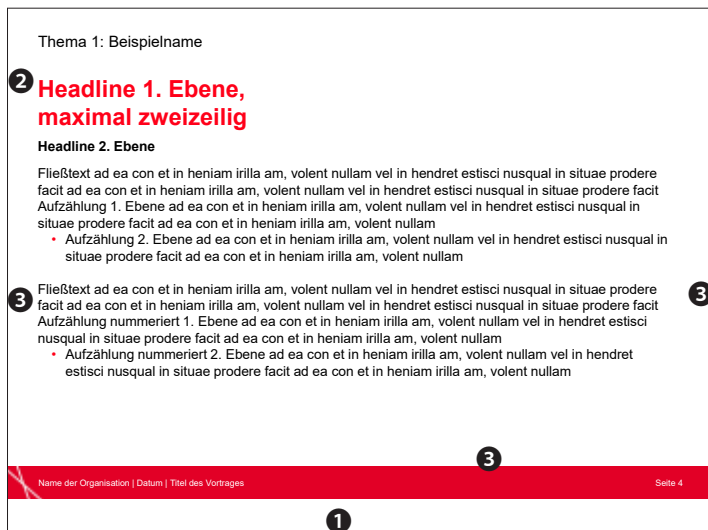 Thema 1: Beispielname
2
Headline 1. Ebene,
maximal zweizeilig
Headline 2. Ebene
Fließtext ad ea con et in heniam irilla am, volent nullam vel in hendret estisci nusqual in situae prodere
facit ad ea con et in heniam irilla am, volent nullam vel in hendret estisci nusqual in situae prodere facit
Aufzählung 1. Ebene ad ea con et in heniam irilla am, volent nullam vel in hendret estisci nusqual in
situae prodere facit ad ea con et in heniam irilla am, volent nullam
• Aufzählung 2. Ebene ad ea con et in heniam irilla am, volent nullam vel in hendret estisci nusqual in
situae prodere facit ad ea con et in heniam irilla am, volent nullam
Fließtext ad ea con et in heniam irilla am, volent nullam vel in hendret estisci nusqual in situae prodere
3 facit ad ea con et in heniam irilla am, volent nullam vel in hendret estisci nusqual in situae prodere facit 3
Aufzählung nummeriert 1. Ebene ad ea con et in heniam irilla am, volent nullam vel in hendret estisci
nusqual in situae prodere facit ad ea con et in heniam irilla am, volent nullam
• Aufzählung nummeriert 2. Ebene ad ea con et in heniam irilla am, volent nullam vel in hendret
estisci nusqual in situae prodere facit ad ea con et in heniam irilla am, volent nullam
3
Name der Organisation | Datum | Titel des Vortrages Seite 4
1